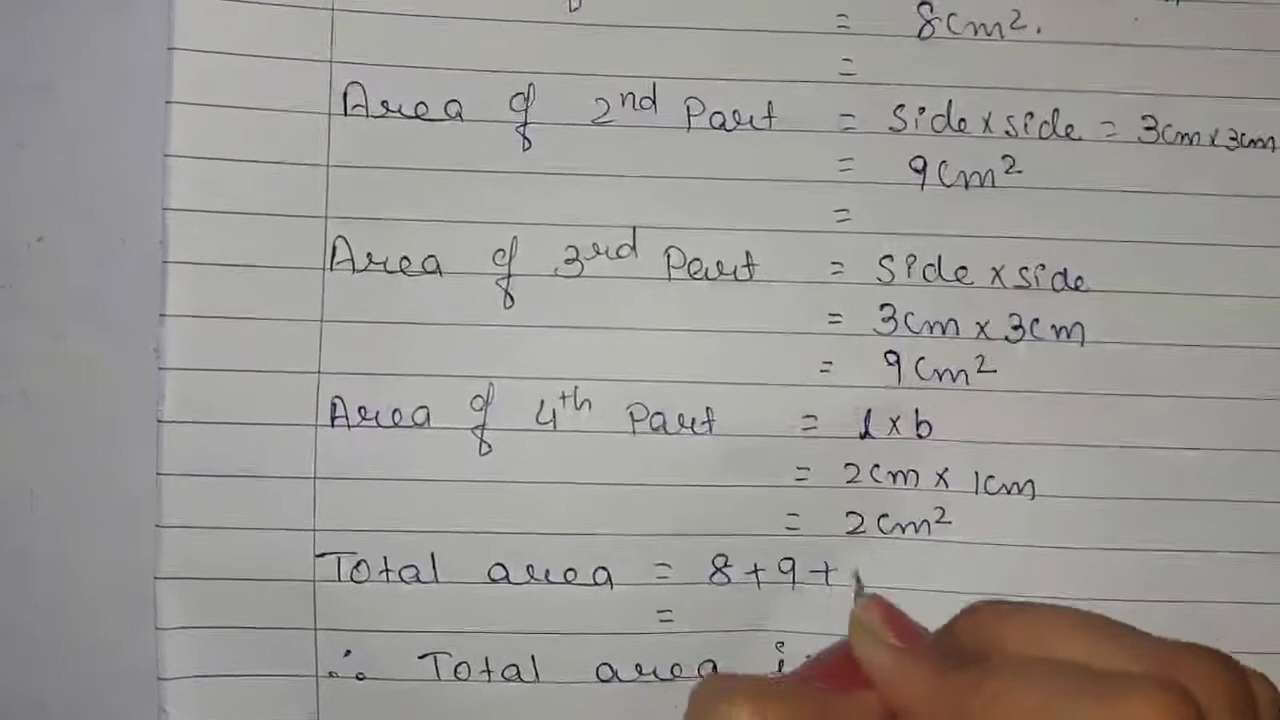 = 8cm².
=
Area of 2nd Part = side x side = 3cm x 3cm
= 9cm²
=
Area of 3rd Part = side x side
= 3cm x 3cm
= 9cm²
Area of 4th Part = l x b
= 2cm x 1cm
= 2cm²
Total area = 8+9+
=
∴ Total area